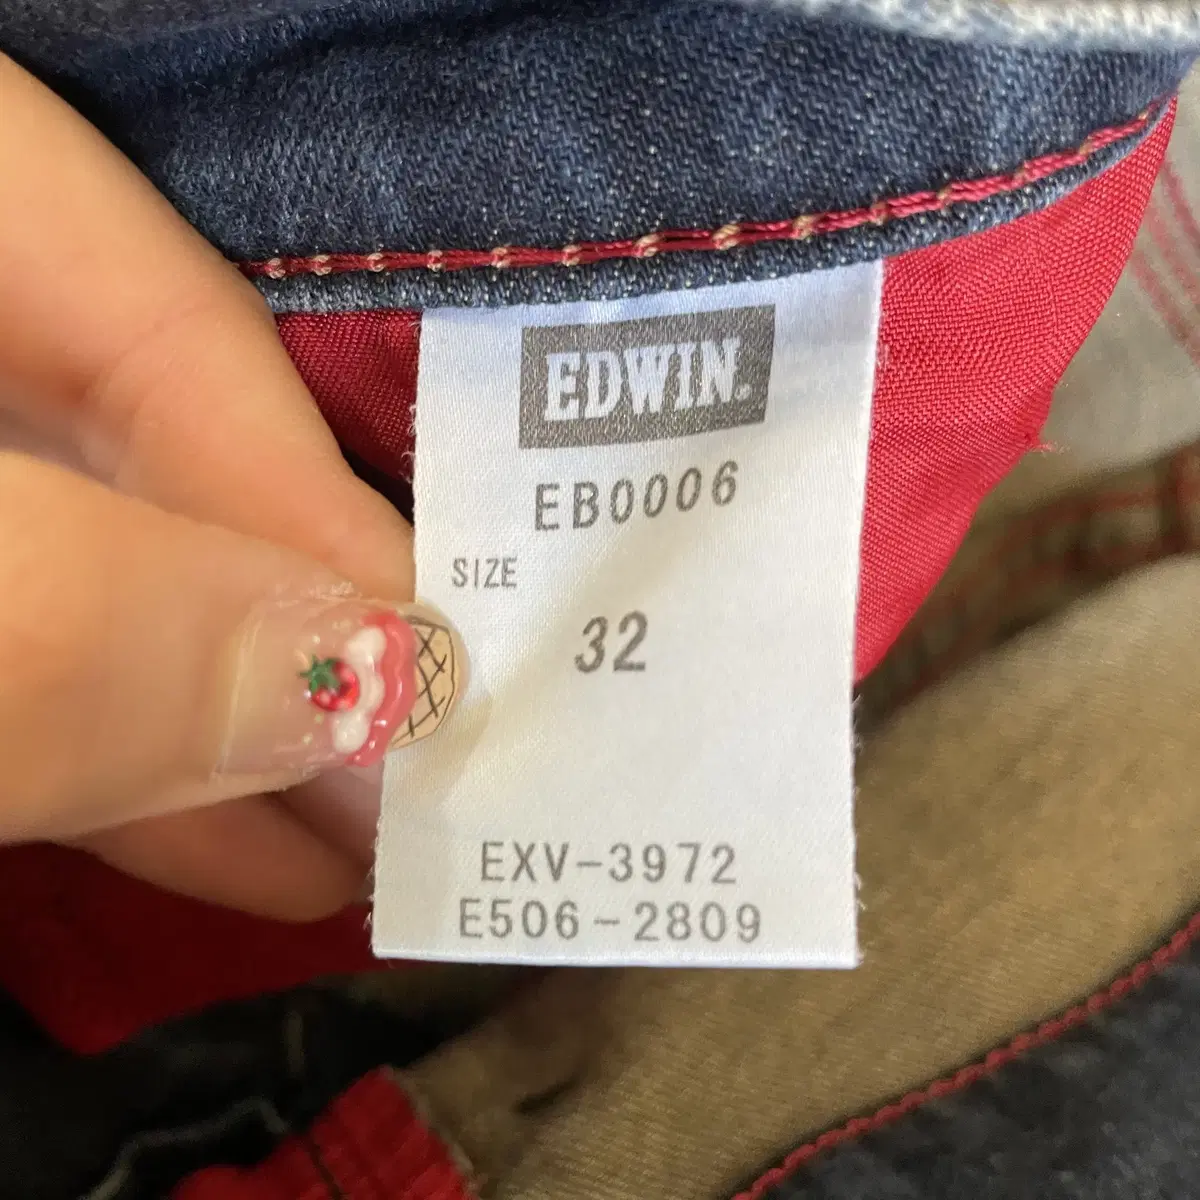 EDWIN.
EB0006
SIZE
32
EXV-3972
E506-2809